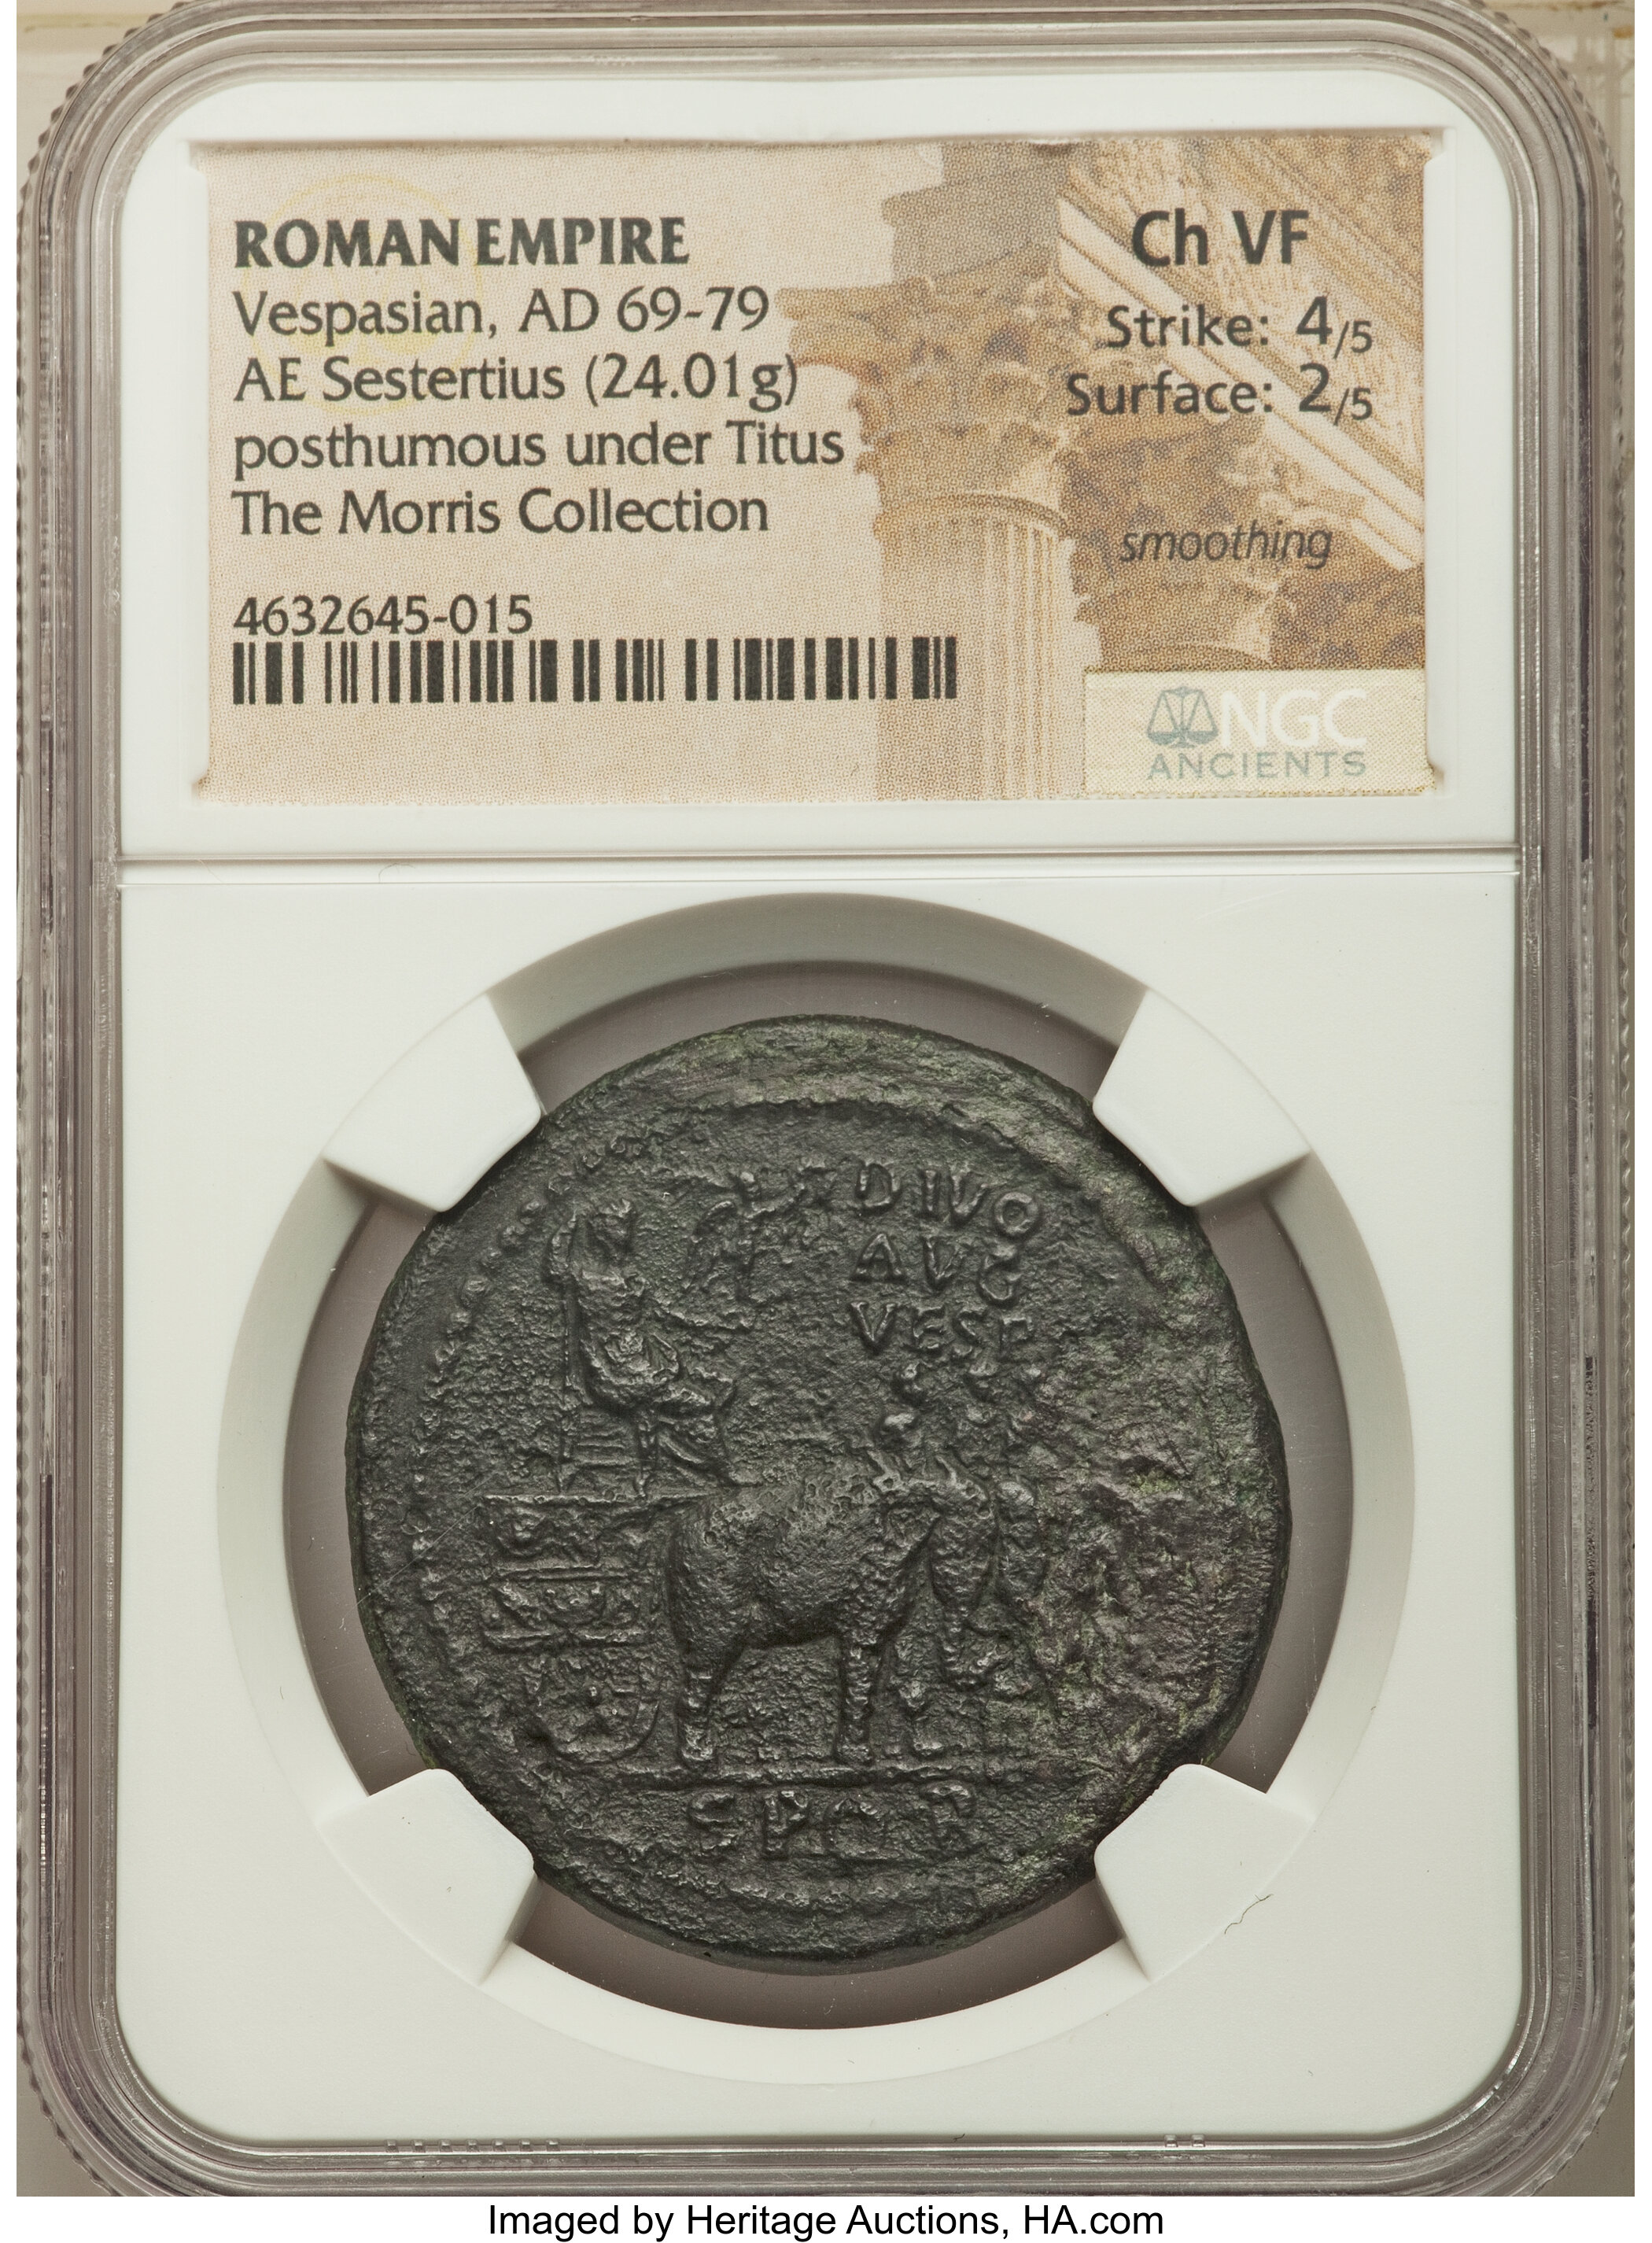 ROMAN EMPIRE
Vespasian, AD 69-79
AE Sestertius (24.01g)
posthumous under Titus
The Morris Collection
4632645-015
Ch VF
Strike: 4/5
Surface: 2/5
smoothing
NGC
ANCIENTS
DIVO
AVG
VESP
SPQR
Imaged by Heritage Auctions, HA.com